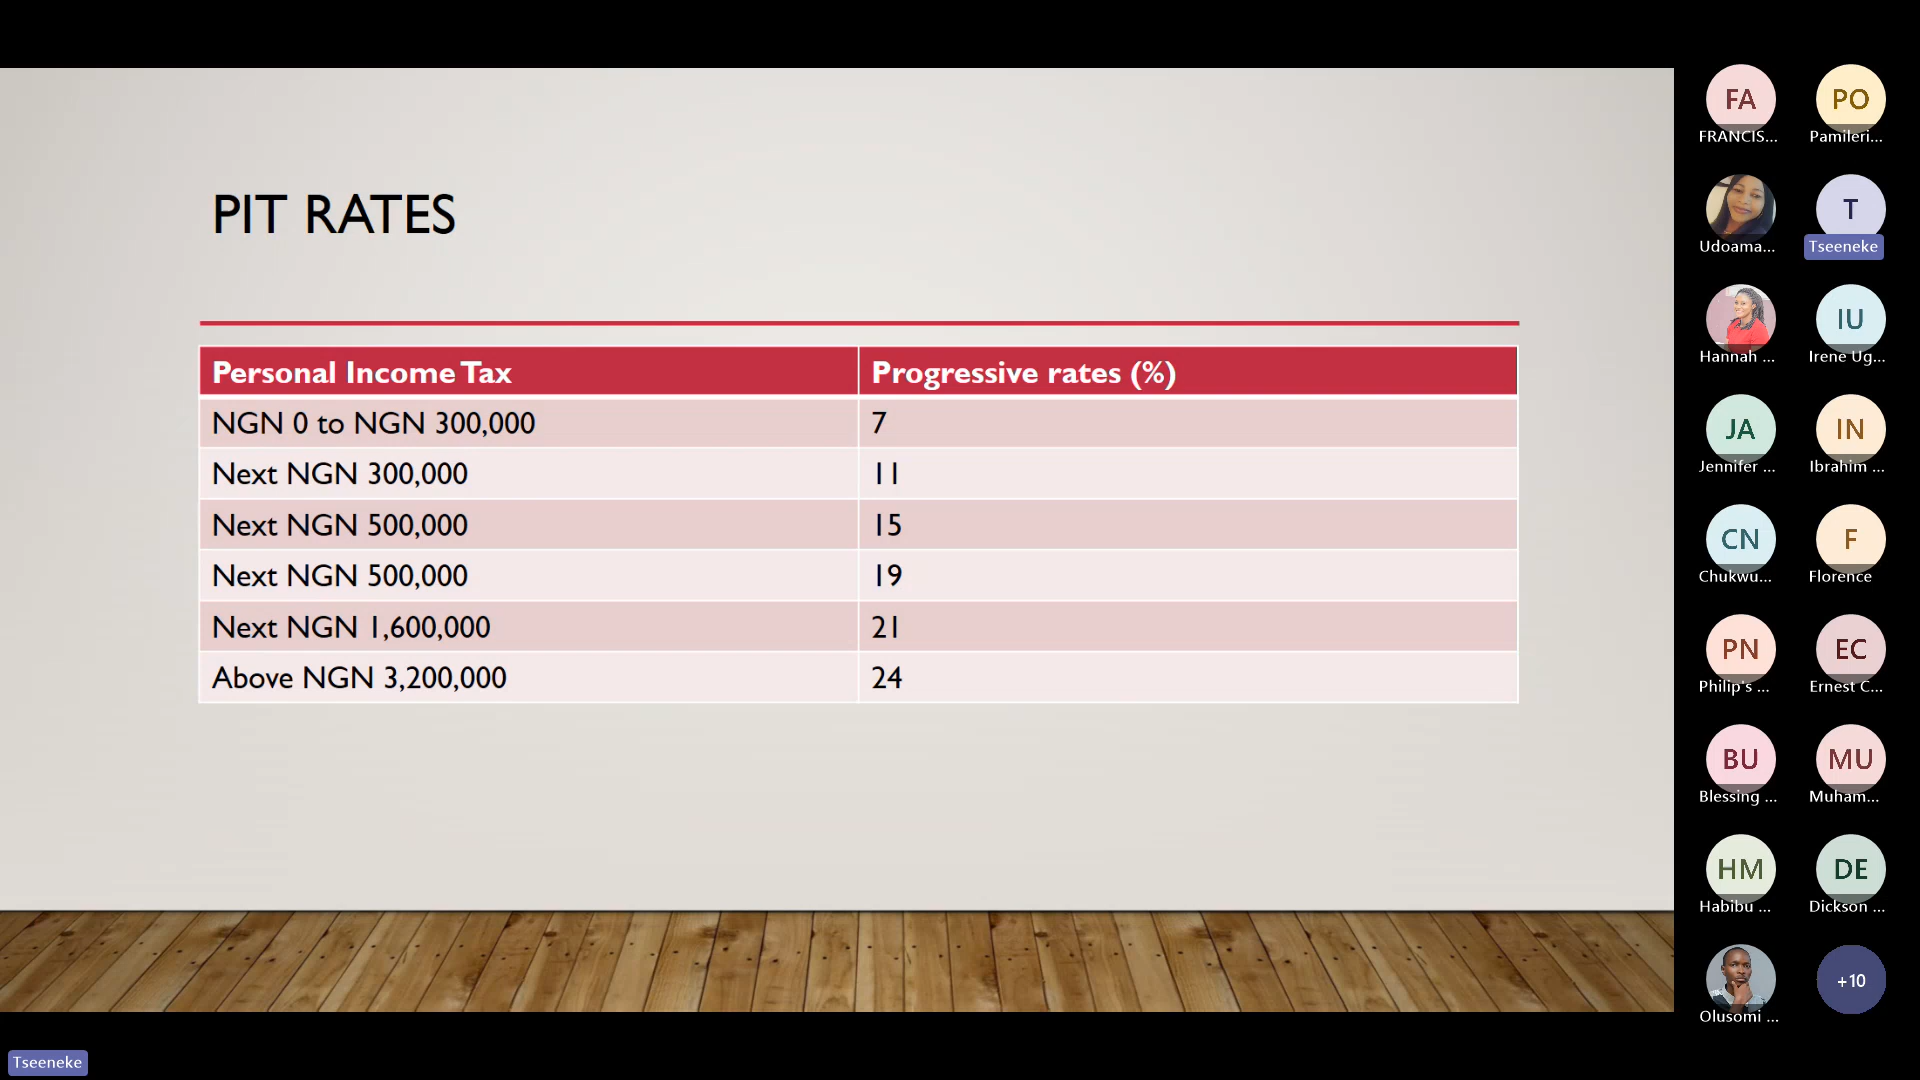 PIT RATES
Personal Income Tax Progressive rates (%)
NGN 0 to NGN 300,000 7
Next NGN 300,000 11
Next NGN 500,000 15
Next NGN 500,000 19
Next NGN 1,600,000 21
Above NGN 3,200,000 24
FA PO
FRANCIS... Pamileri...
T
Udoama... Tseeneke
IU
Hannah ... Irene Ug...
JA IN
Jennifer ... Ibrahim ...
CN F
Chukwu... Florence
PN EC
Philip's ... Ernest C...
BU MU
Blessing ... Muham...
HM DE
Habibu ... Dickson ...
+10
Olusomi ...
Tseeneke